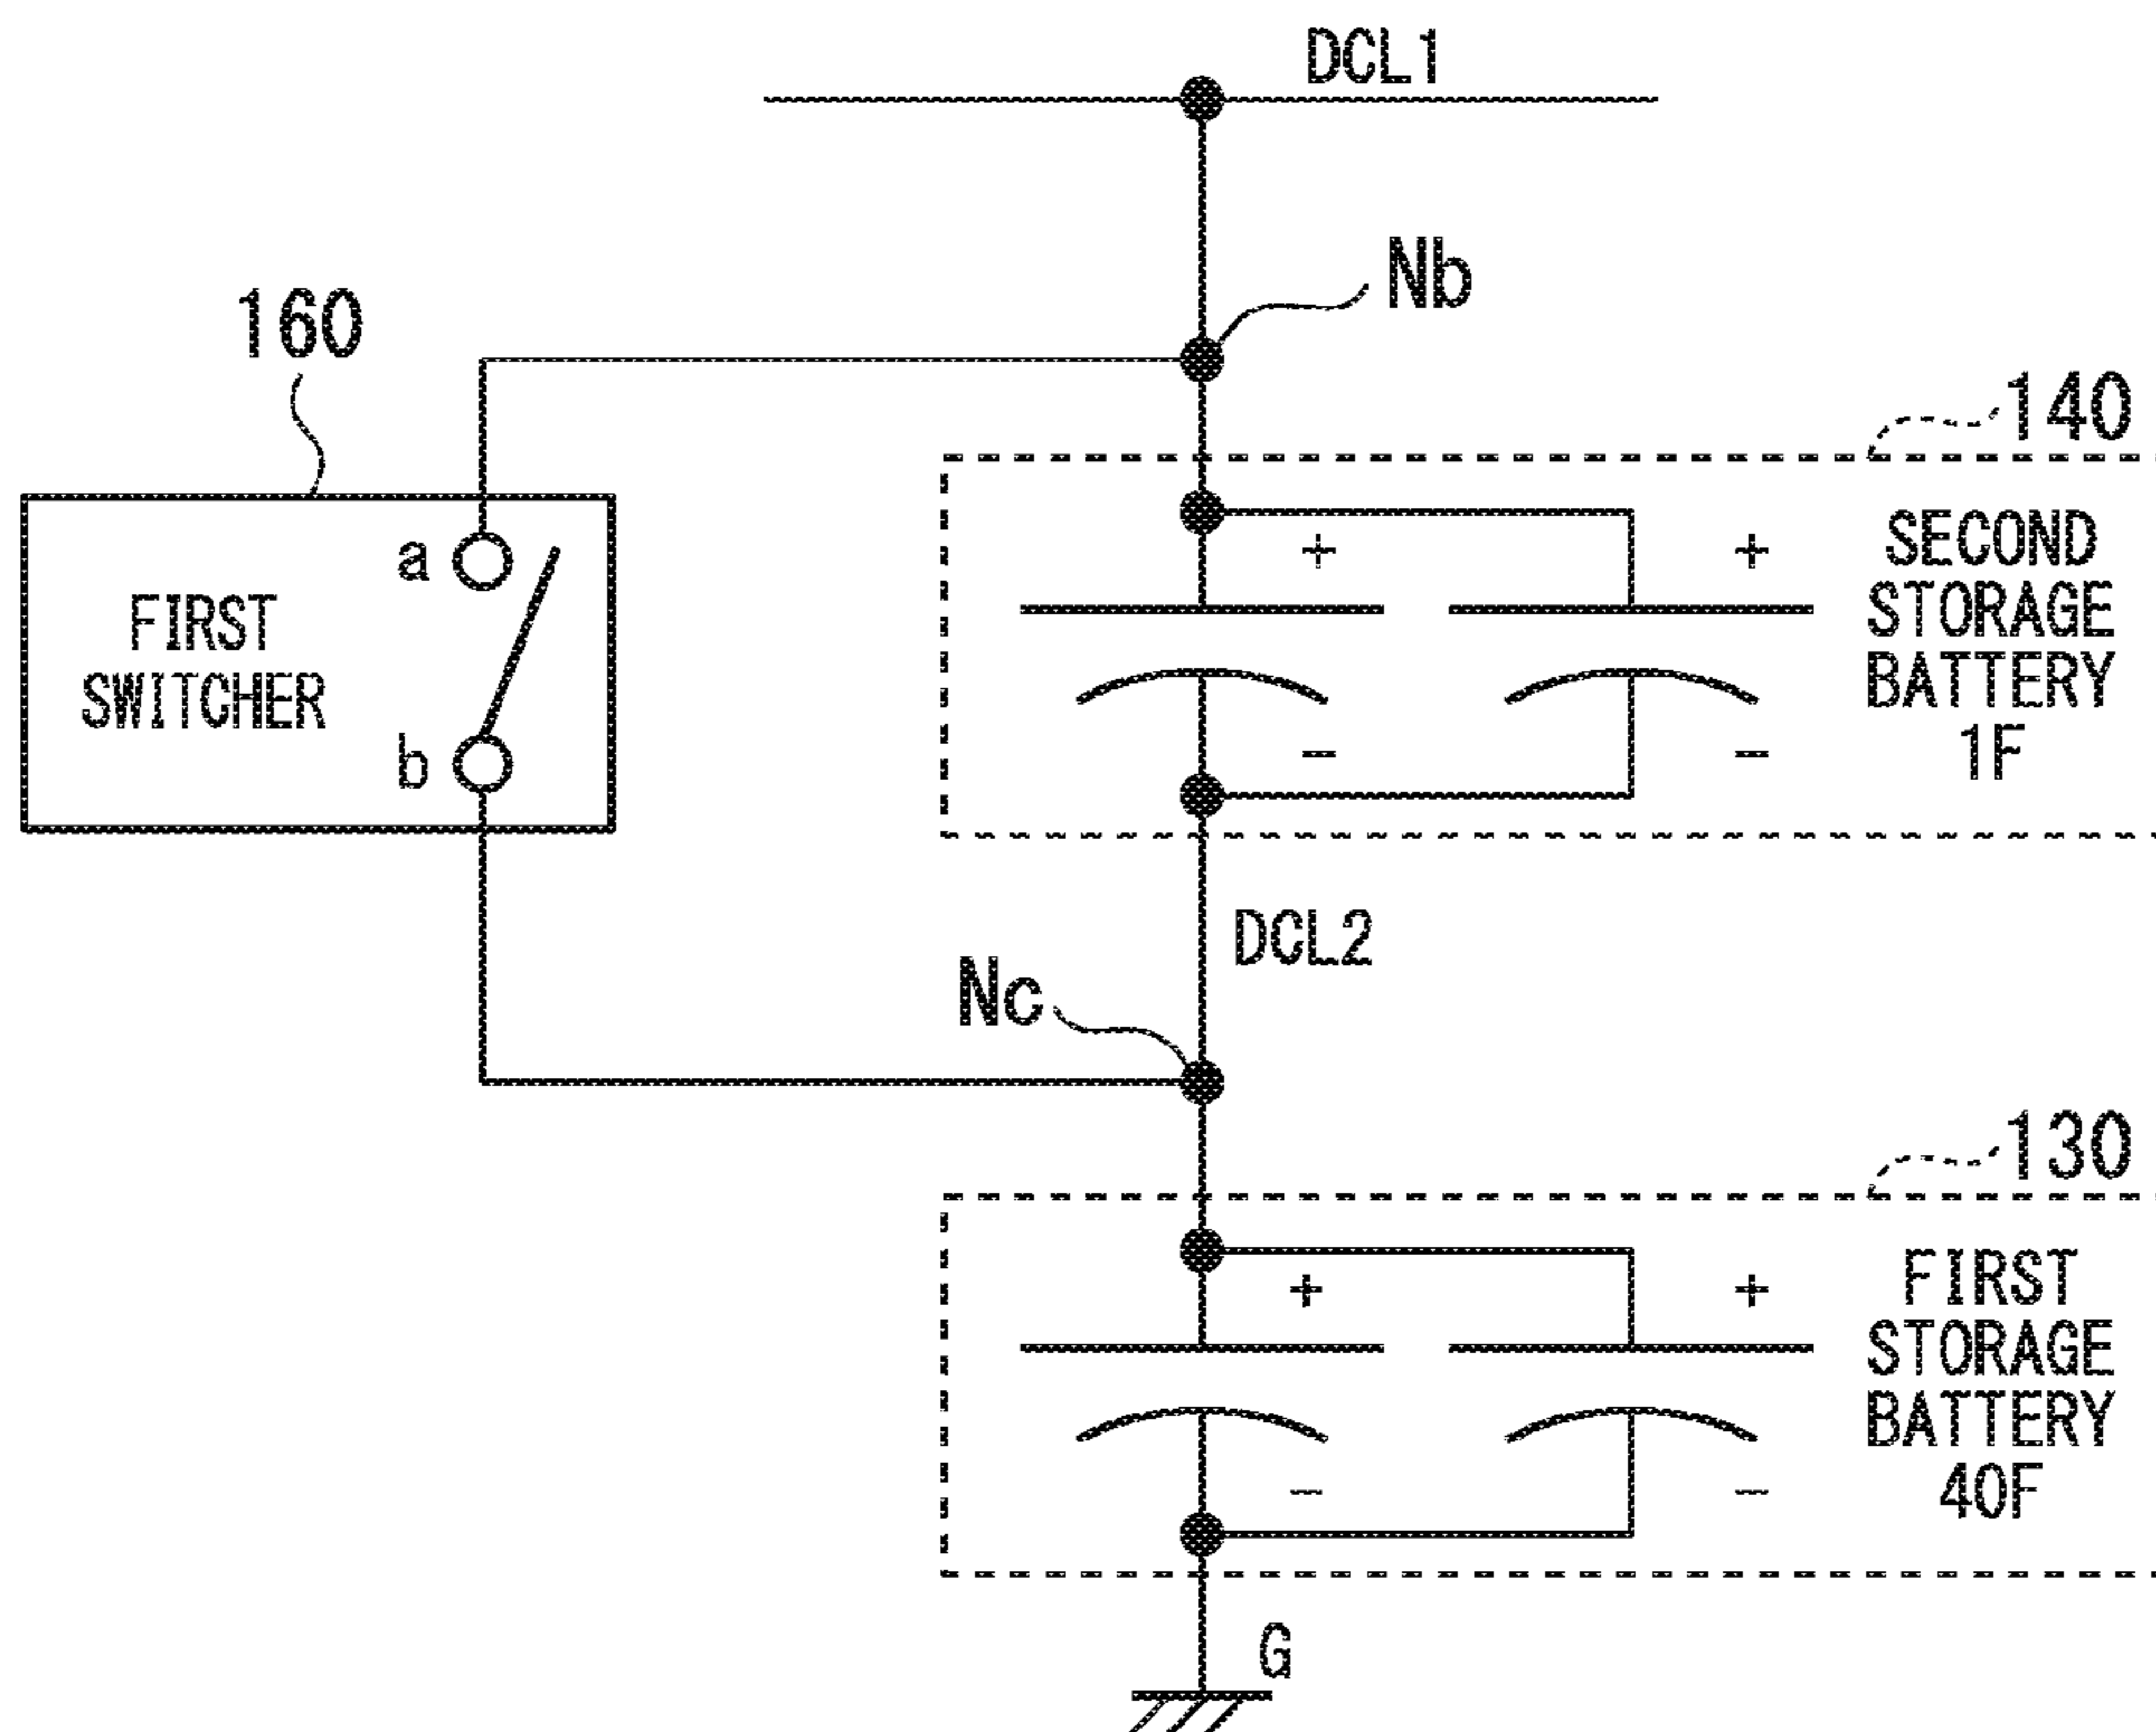 DCL1
Nb
160
140
a
FIRST
SWITCHER
b
+
+
SECOND
STORAGE
BATTERY
1F
−
−
DCL2
Nc
130
+
+
FIRST
STORAGE
BATTERY
40F
−
−
G